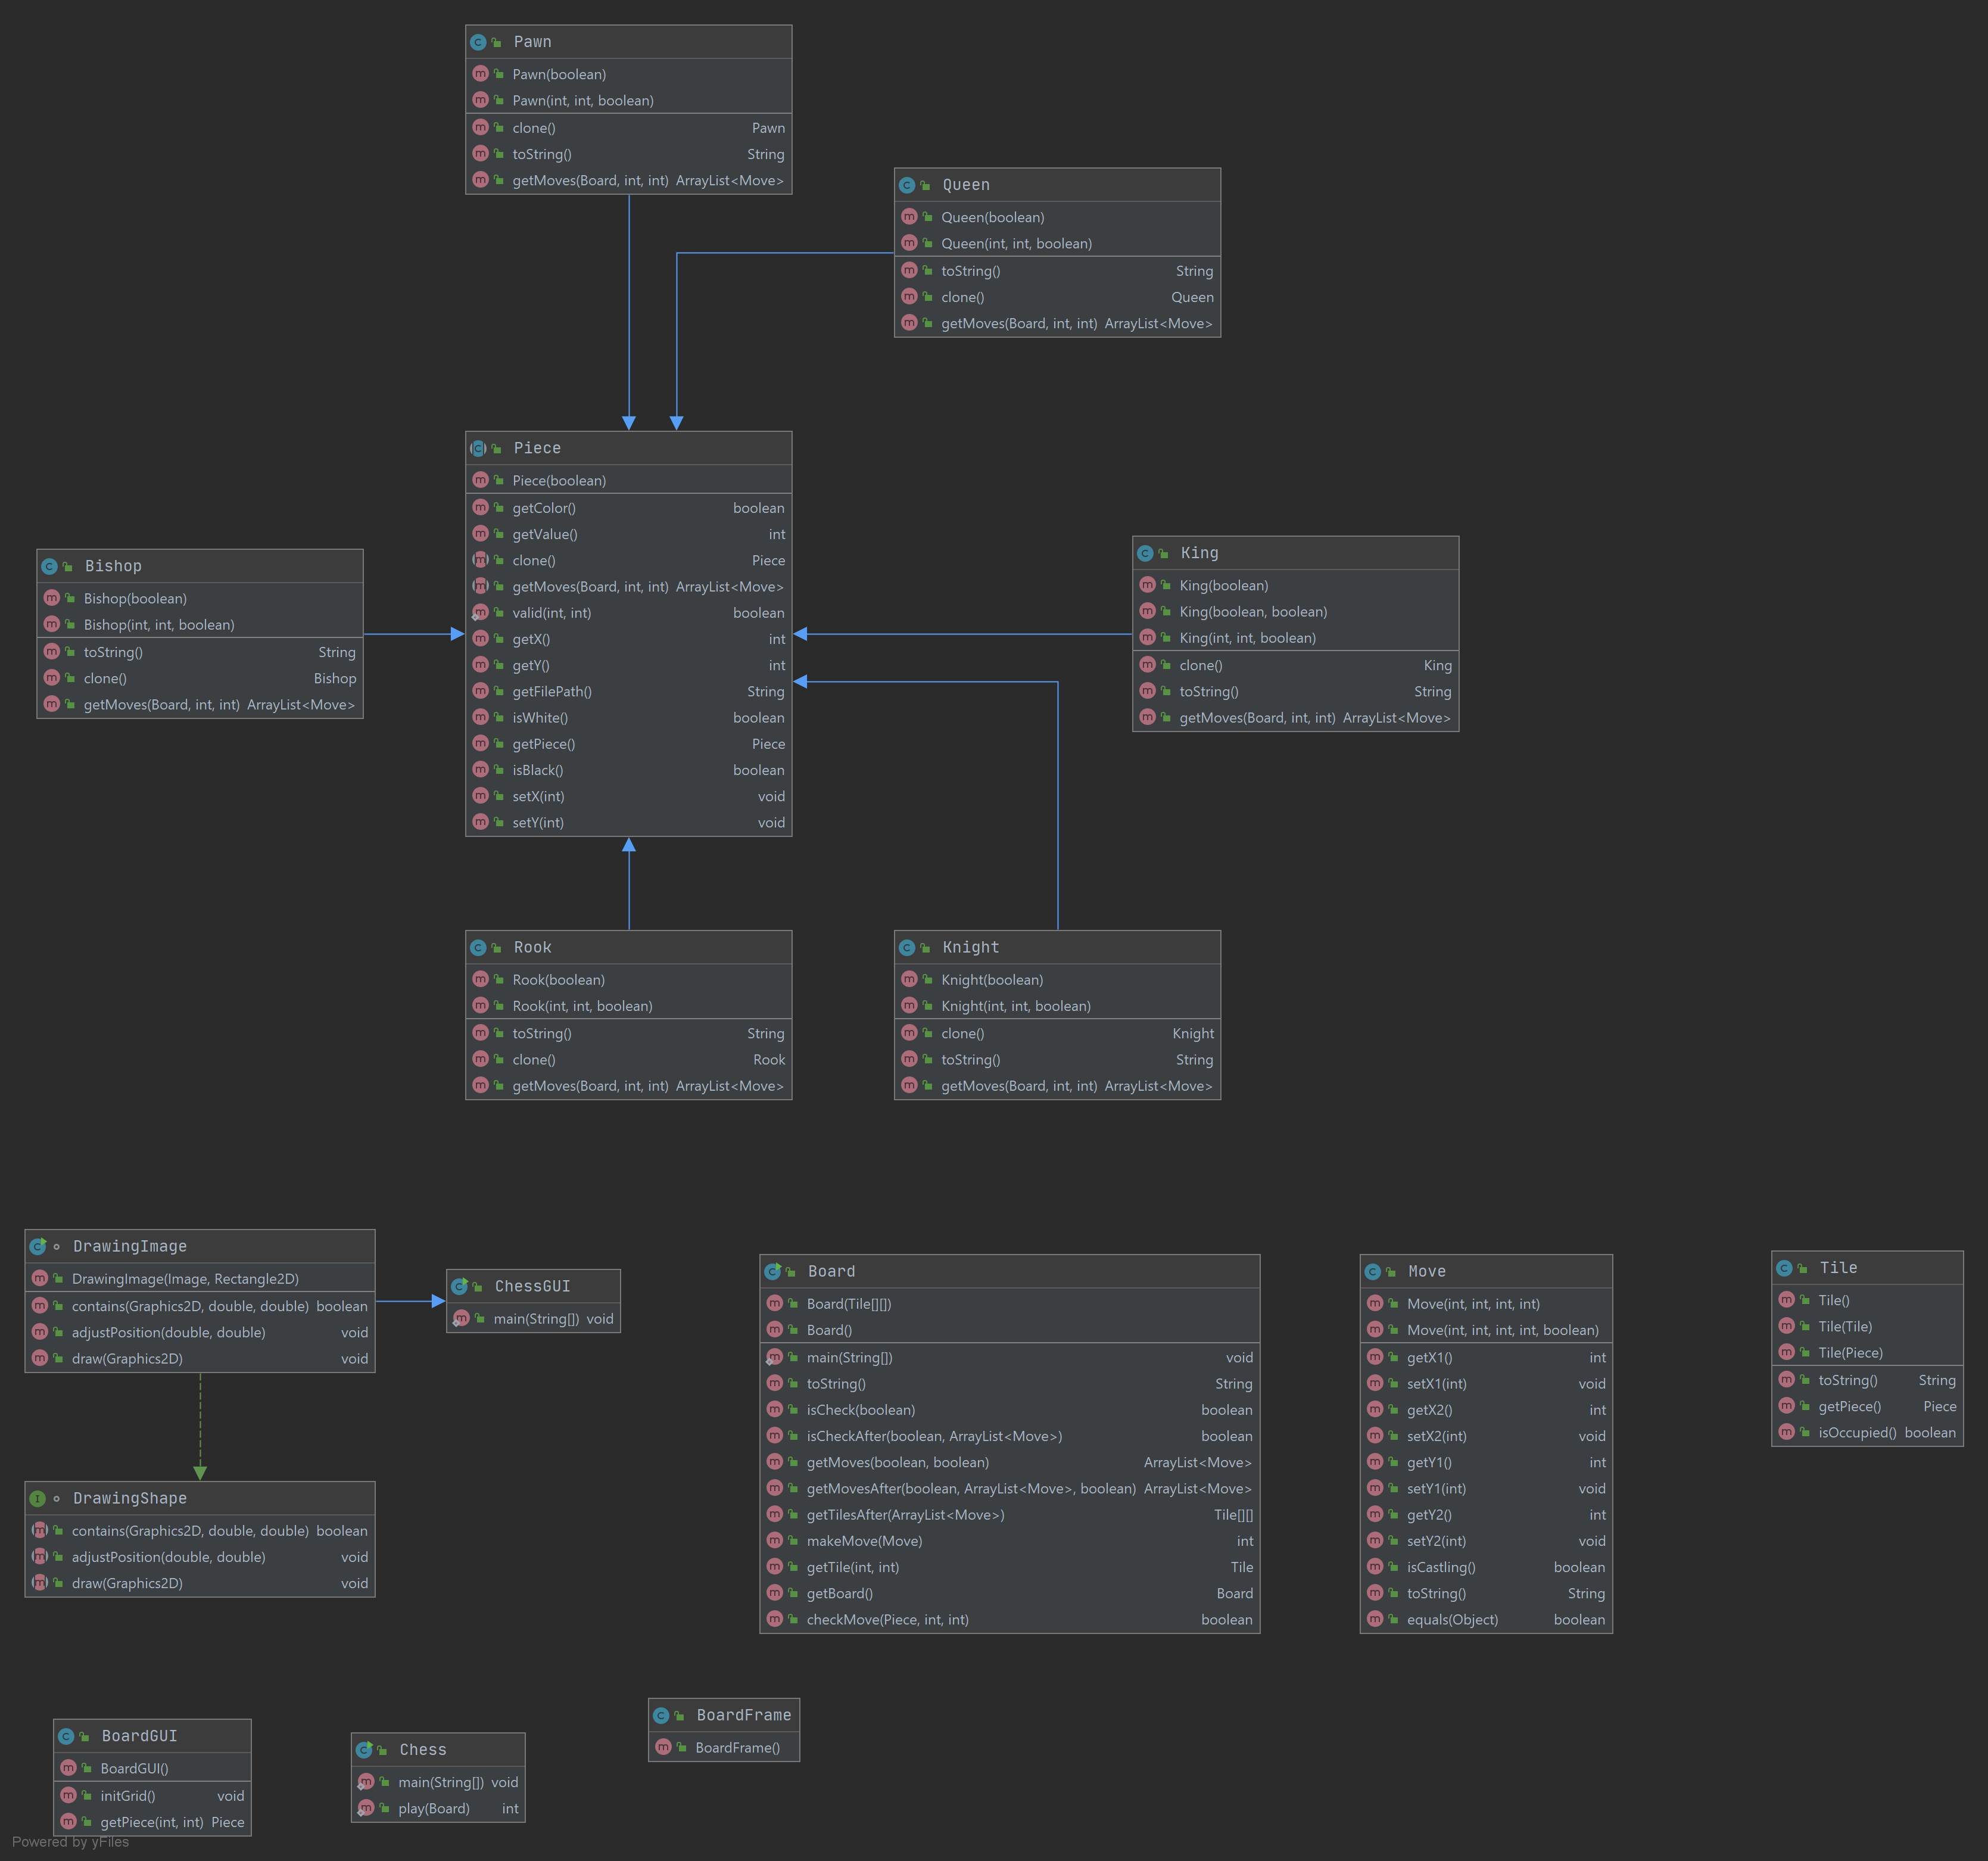 Pawn
Pawn(boolean)
Pawn(int, int, boolean)
clone() Pawn
toString() String
getMoves(Board, int, int) ArrayList<Move>
Queen
Queen(boolean)
Queen(int, int, boolean)
toString() String
clone() Queen
getMoves(Board, int, int) ArrayList<Move>
Piece
Piece(boolean)
getColor() boolean
getValue() int
clone() Piece
getMoves(Board, int, int) ArrayList<Move>
valid(int, int) boolean
getX() int
getY() int
getFilePath() String
isWhite() boolean
getPiece() Piece
isBlack() boolean
setX(int) void
setY(int) void
Bishop
Bishop(boolean)
Bishop(int, int, boolean)
toString() String
clone() Bishop
getMoves(Board, int, int) ArrayList<Move>
King
King(boolean)
King(boolean, boolean)
King(int, int, boolean)
clone() King
toString() String
getMoves(Board, int, int) ArrayList<Move>
Rook
Rook(boolean)
Rook(int, int, boolean)
toString() String
clone() Rook
getMoves(Board, int, int) ArrayList<Move>
Knight
Knight(boolean)
Knight(int, int, boolean)
clone() Knight
toString() String
getMoves(Board, int, int) ArrayList<Move>
DrawingImage
DrawingImage(Image, Rectangle2D)
contains(Graphics2D, double, double) boolean
adjustPosition(double, double) void
draw(Graphics2D) void
ChessGUI
main(String[]) void
Board
Board(Tile[][])
Board()
main(String[]) void
toString() String
isCheck(boolean) boolean
isCheckAfter(boolean, ArrayList<Move>) boolean
getMoves(boolean, boolean) ArrayList<Move>
getMovesAfter(boolean, ArrayList<Move>, boolean) ArrayList<Move>
getTilesAfter(ArrayList<Move>) Tile[][]
makeMove(Move) int
getTile(int, int) Tile
getBoard() Board
checkMove(Piece, int, int) boolean
Move
Move(int, int, int, int)
Move(int, int, int, int, boolean)
getX1() int
setX1(int) void
getX2() int
setX2(int) void
getY1() int
setY1(int) void
getY2() int
setY2(int) void
isCastling() boolean
toString() String
equals(Object) boolean
Tile
Tile()
Tile(Tile)
Tile(Piece)
toString() String
getPiece() Piece
isOccupied() boolean
DrawingShape
contains(Graphics2D, double, double) boolean
adjustPosition(double, double) void
draw(Graphics2D) void
BoardGUI
BoardGUI()
initGrid() void
getPiece(int, int) Piece
Chess
main(String[]) void
play(Board) int
BoardFrame
BoardFrame()
Powered by yFiles